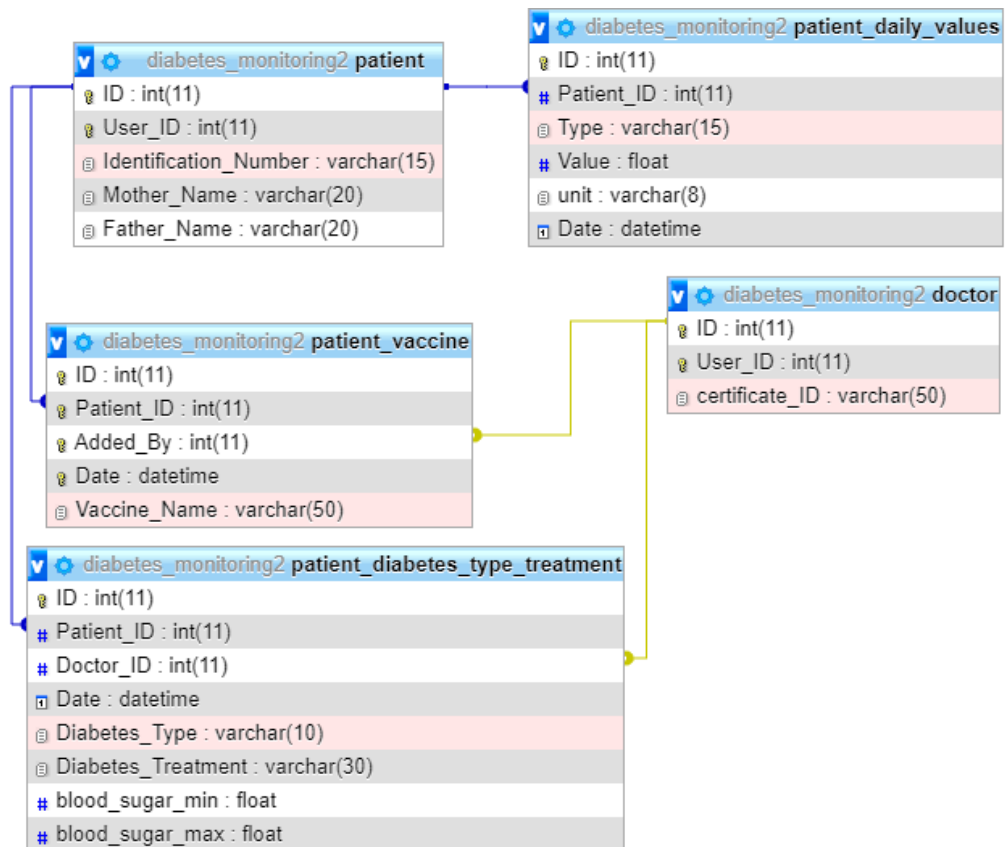 diabetes_monitoring2 patient
ID : int(11)
User_ID : int(11)
Identification_Number : varchar(15)
Mother_Name : varchar(20)
Father_Name : varchar(20)
diabetes_monitoring2 patient_daily_values
ID : int(11)
# Patient_ID : int(11)
Type : varchar(15)
# Value : float
unit : varchar(8)
Date : datetime
diabetes_monitoring2 doctor
ID : int(11)
User_ID : int(11)
certificate_ID : varchar(50)
diabetes_monitoring2 patient_vaccine
ID : int(11)
Patient_ID : int(11)
Added_By : int(11)
Date : datetime
Vaccine_Name : varchar(50)
diabetes_monitoring2 patient_diabetes_type_treatment
ID : int(11)
# Patient_ID : int(11)
# Doctor_ID : int(11)
Date : datetime
Diabetes_Type : varchar(10)
Diabetes_Treatment : varchar(30)
# blood_sugar_min : float
# blood_sugar_max : float